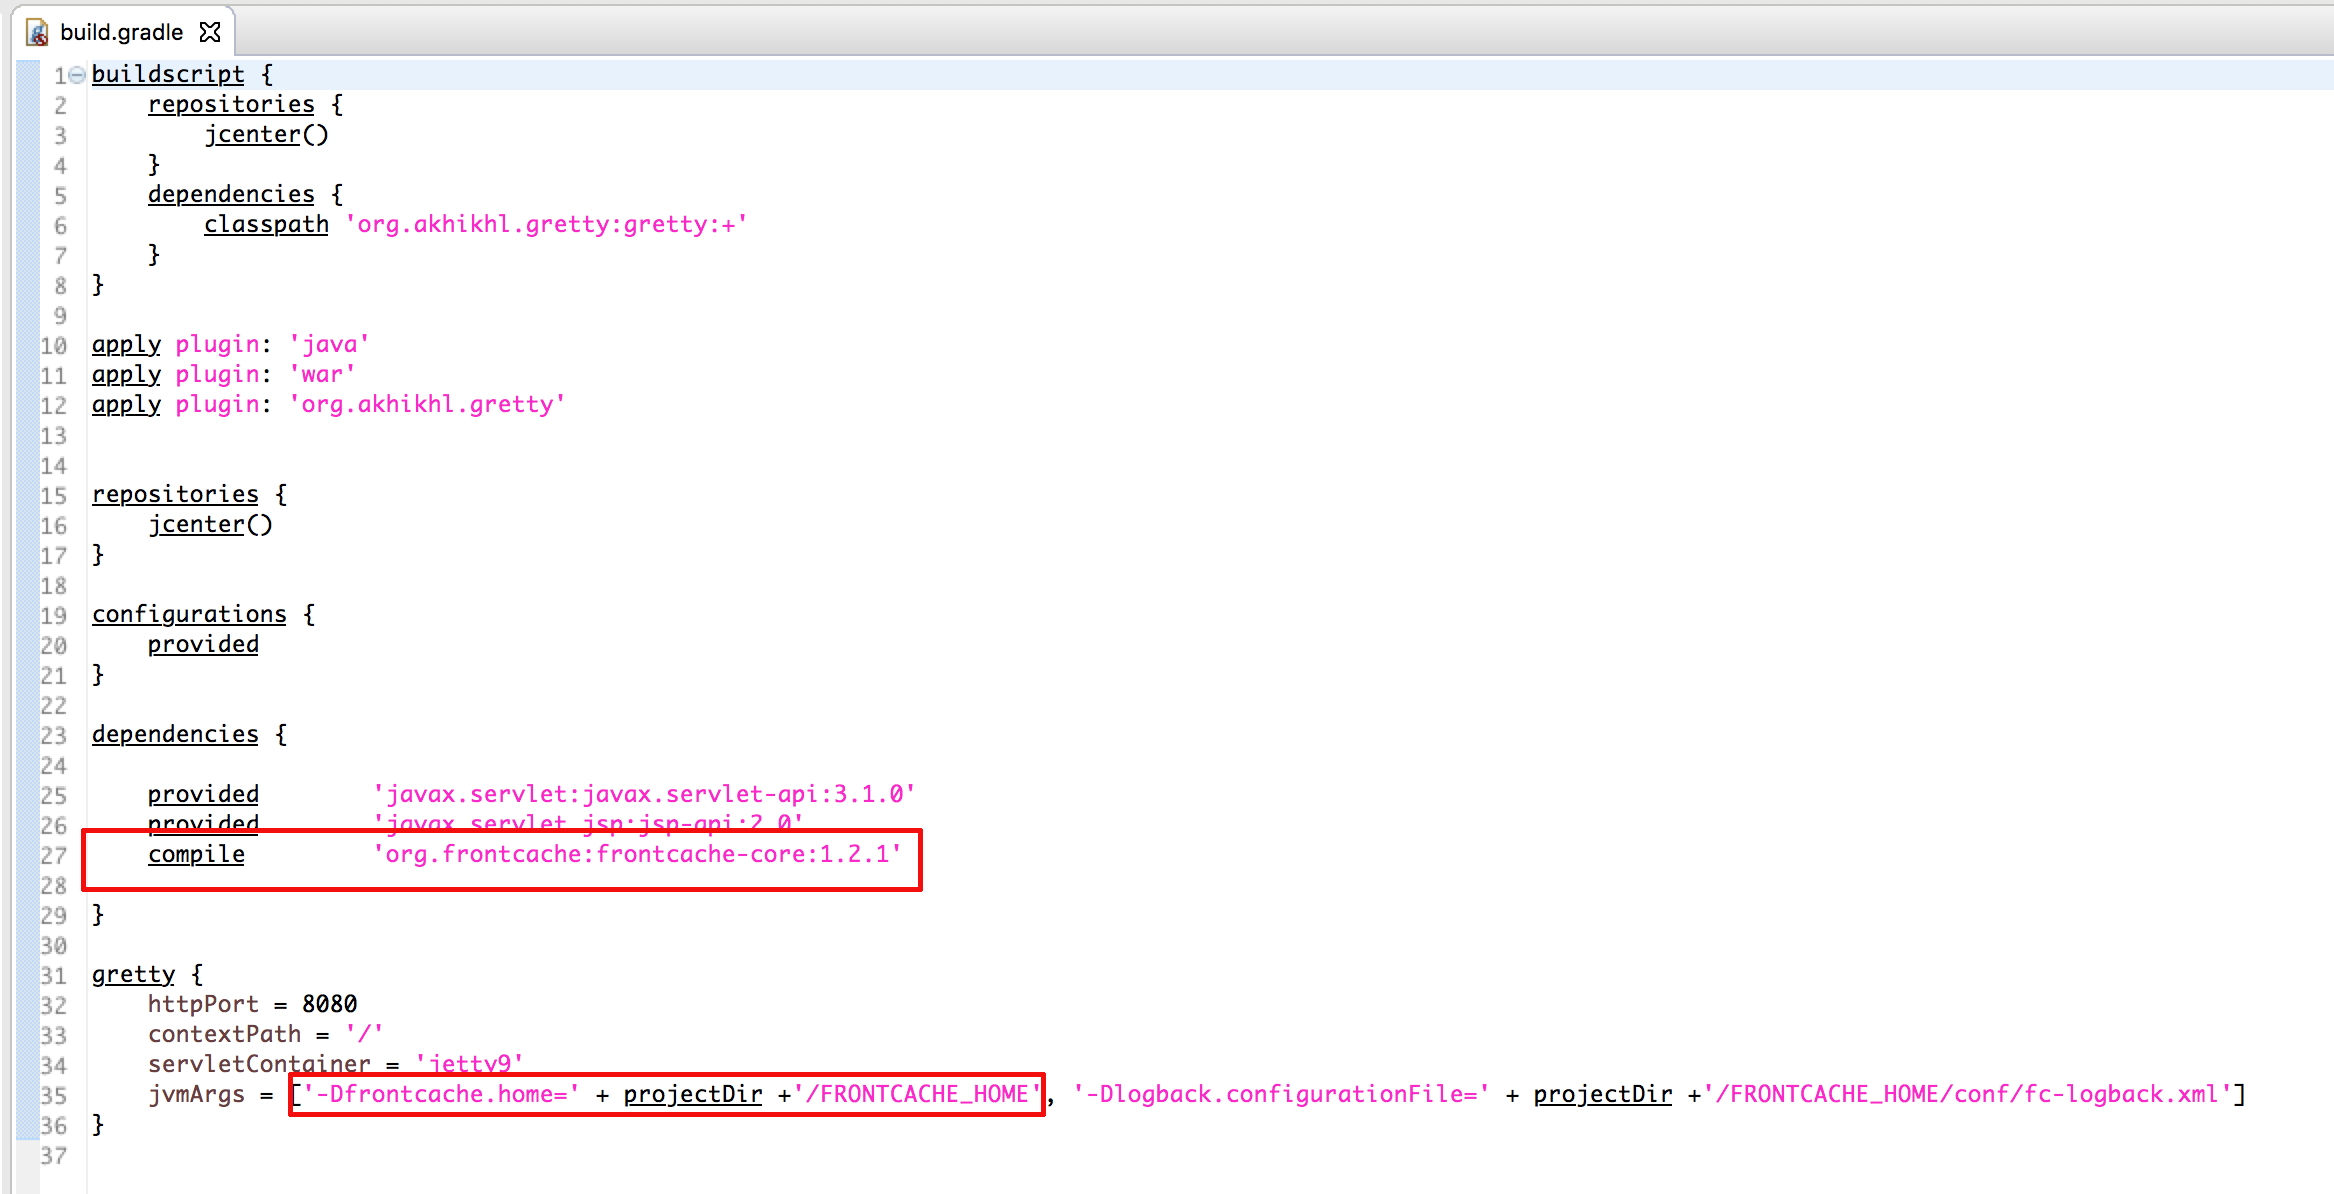 build.gradle
1 buildscript {
2 repositories {
3 jcenter()
4 }
5 dependencies {
6 classpath 'org.akhikhl.gretty:gretty:+'
7 }
8 }
9
10 apply plugin: 'java'
11 apply plugin: 'war'
12 apply plugin: 'org.akhikhl.gretty'
13
14
15 repositories {
16 jcenter()
17 }
18
19 configurations {
20 provided
21 }
22
23 dependencies {
24
25 provided 'javax.servlet:javax.servlet-api:3.1.0'
26 provided 'javax.servlet.jsp:jsp-api:2.0'
27 compile 'org.frontcache:frontcache-core:1.2.1'
28
29 }
30
31 gretty {
32 httpPort = 8080
33 contextPath = '/'
34 servletContainer = 'jetty9'
35 jvmArgs = ['-Dfrontcache.home=' + projectDir +'/FRONTCACHE_HOME', '-Dlogback.configurationFile=' + projectDir +'/FRONTCACHE_HOME/conf/fc-logback.xml']
36 }
37